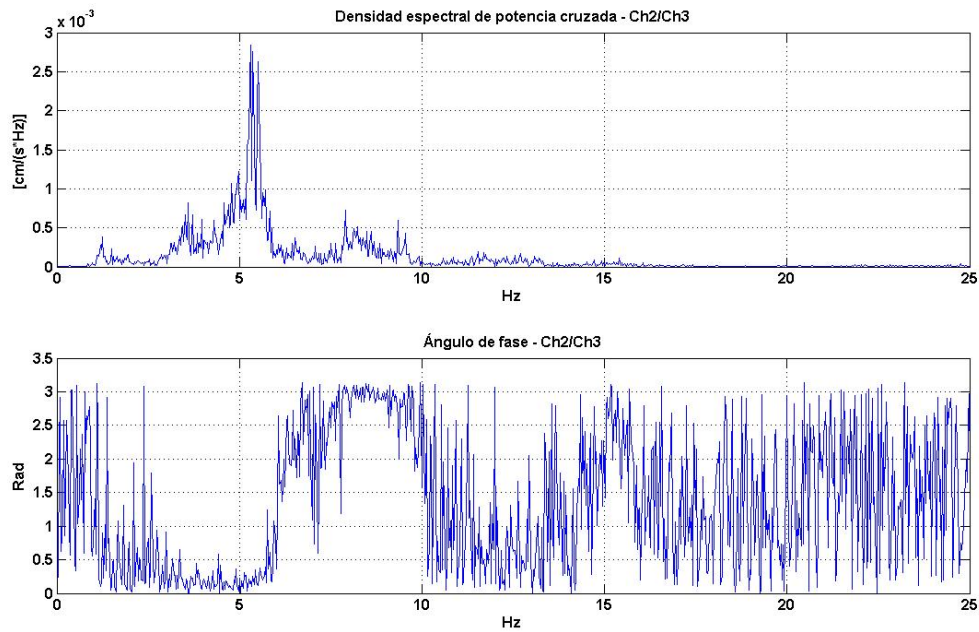 Densidad espectral de potencia cruzada - Ch2/Ch3
x 10⁻³
3
2.5
2
1.5
1
0.5
0
[cm/(s*Hz)]
0 5 10 15 20 25
Hz
Ángulo de fase - Ch2/Ch3
3.5
3
2.5
2
1.5
1
0.5
0
Rad
0 5 10 15 20 25
Hz